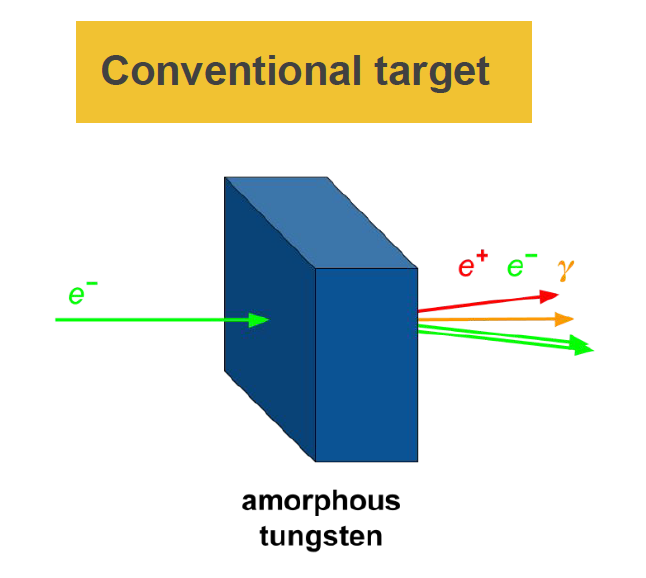 Conventional target
e⁻
e⁺ e⁻ γ
amorphous
tungsten